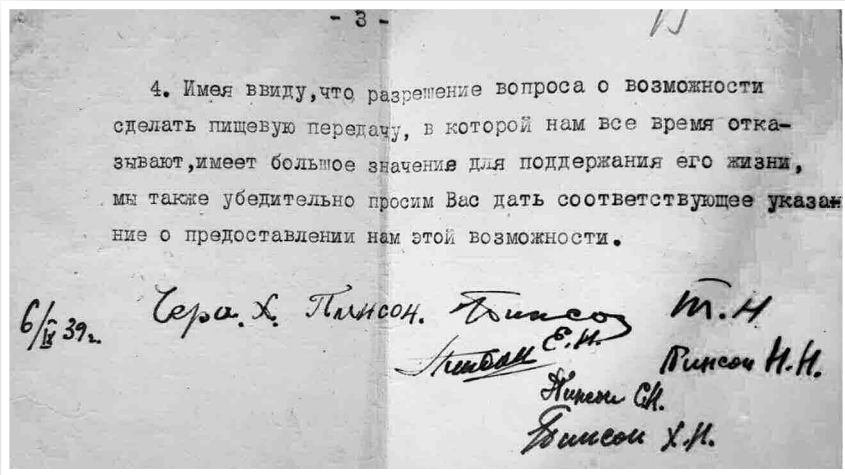 - 3 -
4. Имея ввиду,что разрешение вопроса о возможности
сделать пищевую передачу, в которой нам все время отка-
зывают,имеет большое значение для поддержания его жизни,
мы также убедительно просим Вас дать соответствующее указа-
ние о предоставлении нам этой возможности.
6/IX 39г.
Х. Пинсон. Пинсон Т.Н
Е.Н.
Пинсон Н.Н.
Пинсон С.Н.
Пинсон Х.Н.